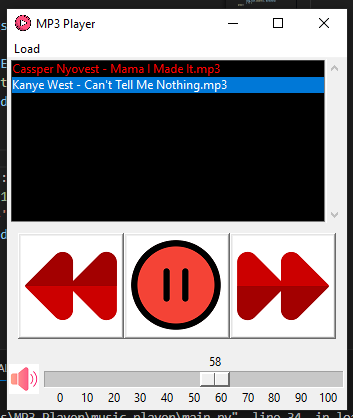 MP3 Player
Load
Cassper Nyovest - Mama I Made It.mp3
Kanye West - Can't Tell Me Nothing.mp3
58
0 10 20 30 40 50 60 70 80 90 100
s\MP3 Player\music player\main.py", line 34, in